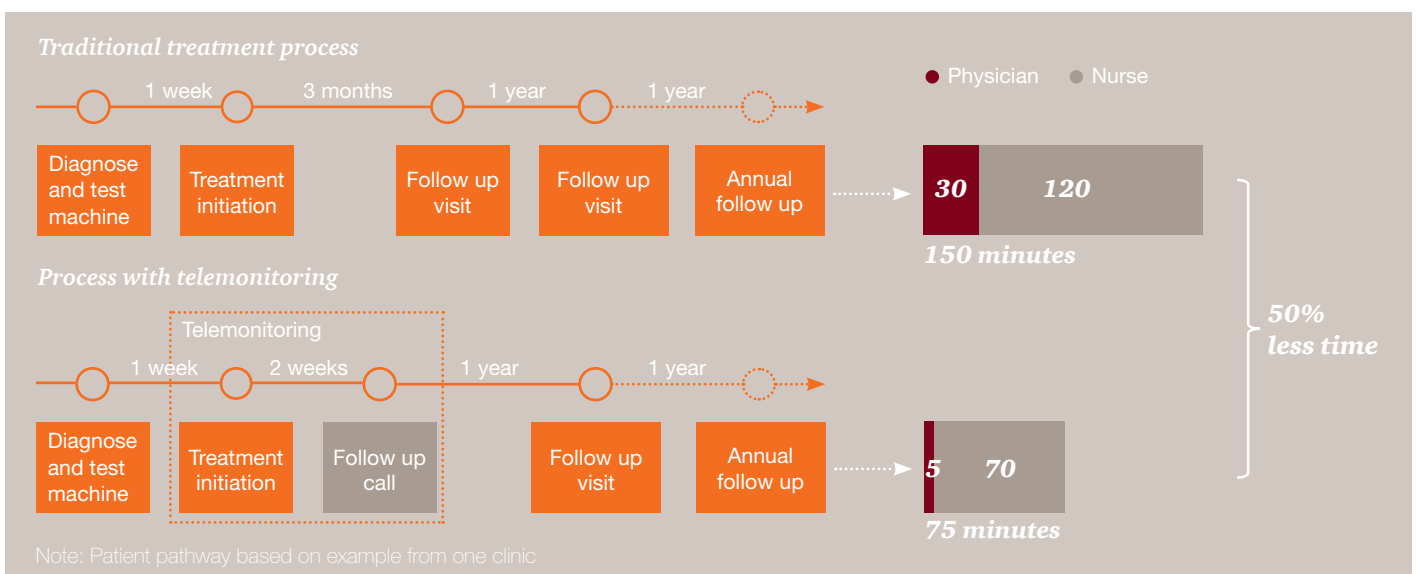 Traditional treatment process
Physician
Nurse
1 week
3 months
1 year
1 year
Diagnose
and test
machine
Treatment
initiation
Follow up
visit
Follow up
visit
Annual
follow up
30
120
150 minutes
Process with telemonitoring
50%
less time
Telemonitoring
1 week
2 weeks
1 year
1 year
Diagnose
and test
machine
Treatment
initiation
Follow up
call
Follow up
visit
Annual
follow up
5
70
75 minutes
Note: Patient pathway based on example from one clinic